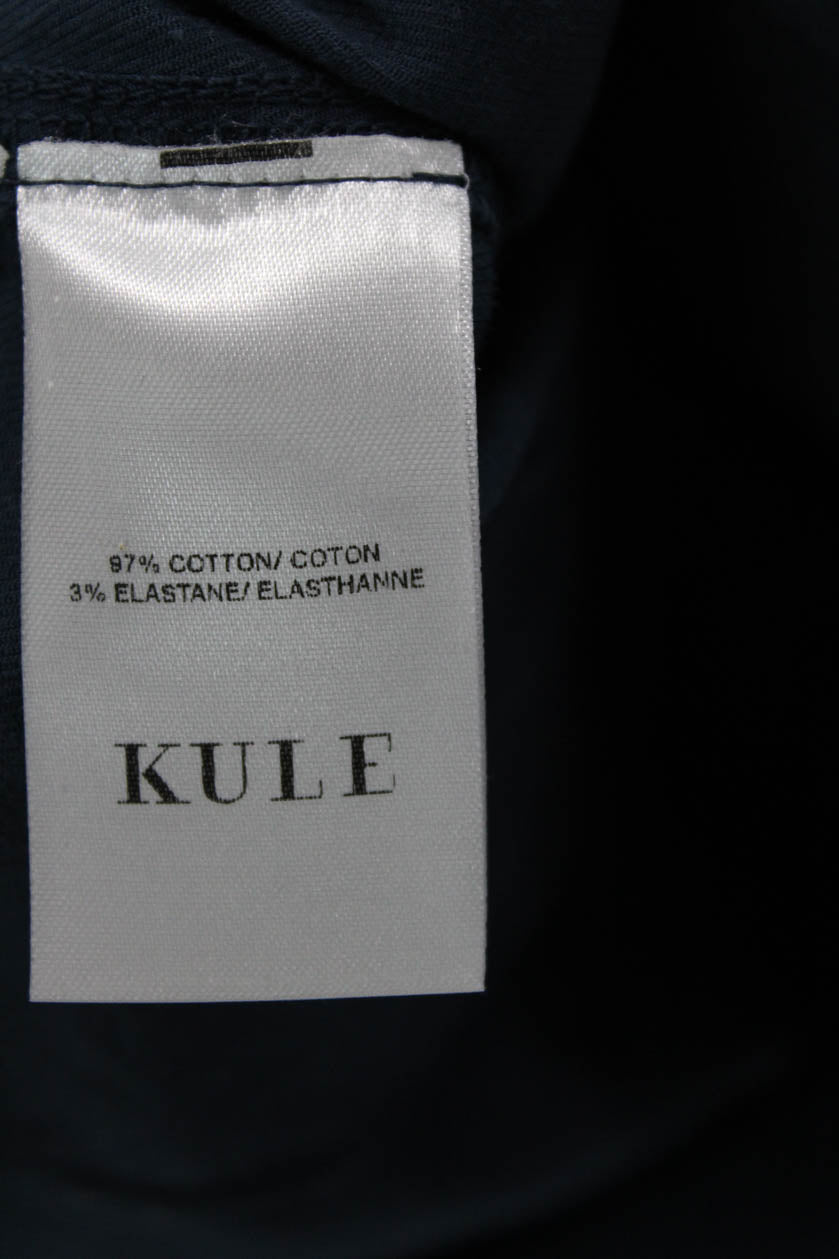 97% COTTON/ COTON
3% ELASTANE/ ELASTHANNE
KULE